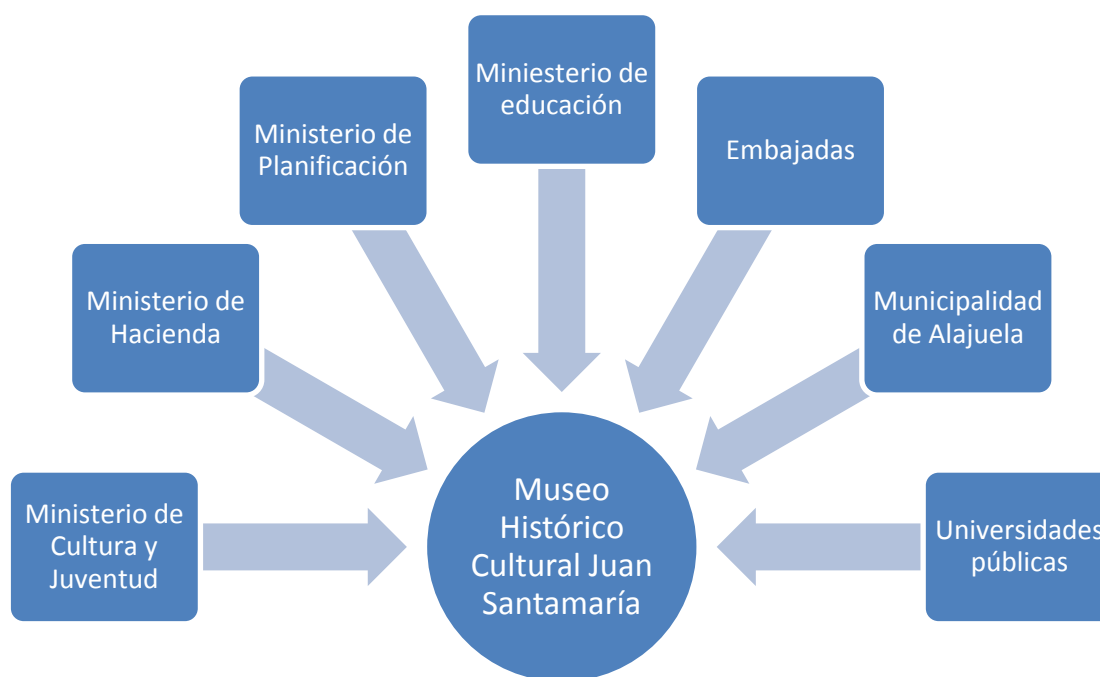 Miniesterio de
educación
Ministerio de
Planificación
Embajadas
Ministerio de
Hacienda
Municipalidad
de Alajuela
Ministerio de
Cultura y
Juventud
Museo
Histórico
Cultural Juan
Santamaría
Universidades
públicas